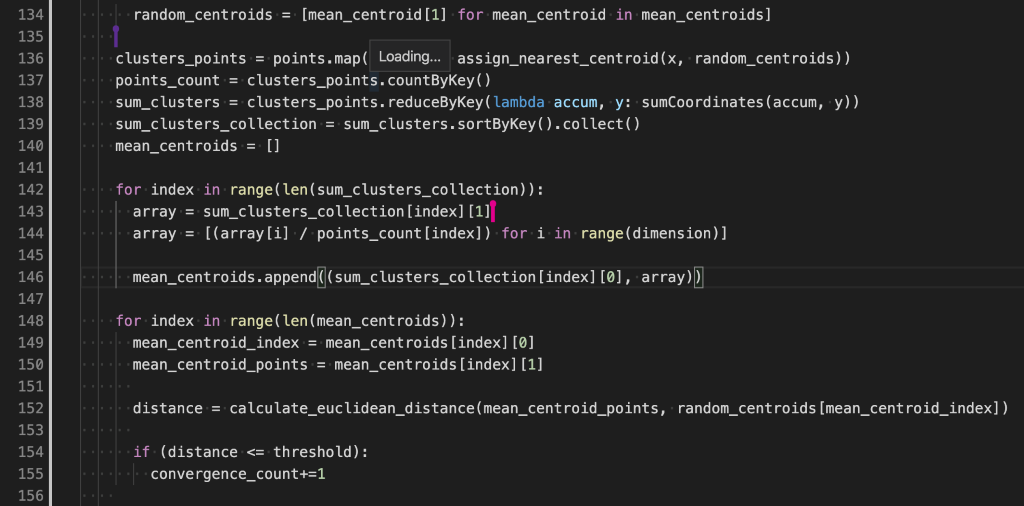 134 random_centroids = [mean_centroid[1] for mean_centroid in mean_centroids]
135
136 clusters_points = points.map( Loading... assign_nearest_centroid(x, random_centroids))
137 points_count = clusters_points.countByKey()
138 sum_clusters = clusters_points.reduceByKey(lambda accum, y: sumCoordinates(accum, y))
139 sum_clusters_collection = sum_clusters.sortByKey().collect()
140 mean_centroids = []
141
142 for index in range(len(sum_clusters_collection)):
143 array = sum_clusters_collection[index][1]
144 array = [(array[i] / points_count[index]) for i in range(dimension)]
145
146 mean_centroids.append((sum_clusters_collection[index][0], array))
147
148 for index in range(len(mean_centroids)):
149 mean_centroid_index = mean_centroids[index][0]
150 mean_centroid_points = mean_centroids[index][1]
151
152 distance = calculate_euclidean_distance(mean_centroid_points, random_centroids[mean_centroid_index])
153
154 if (distance <= threshold):
155 convergence_count+=1
156